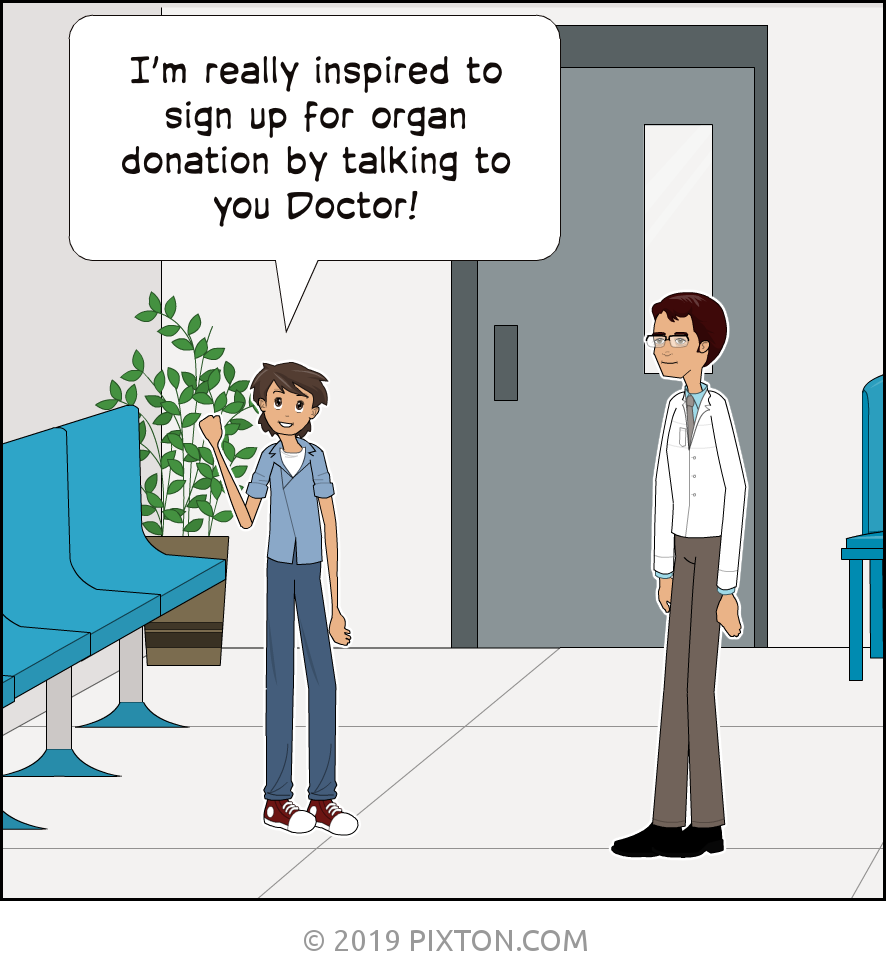 I'm really inspired to
sign up for organ
donation by talking to
you Doctor!
© 2019 PIXTON.COM